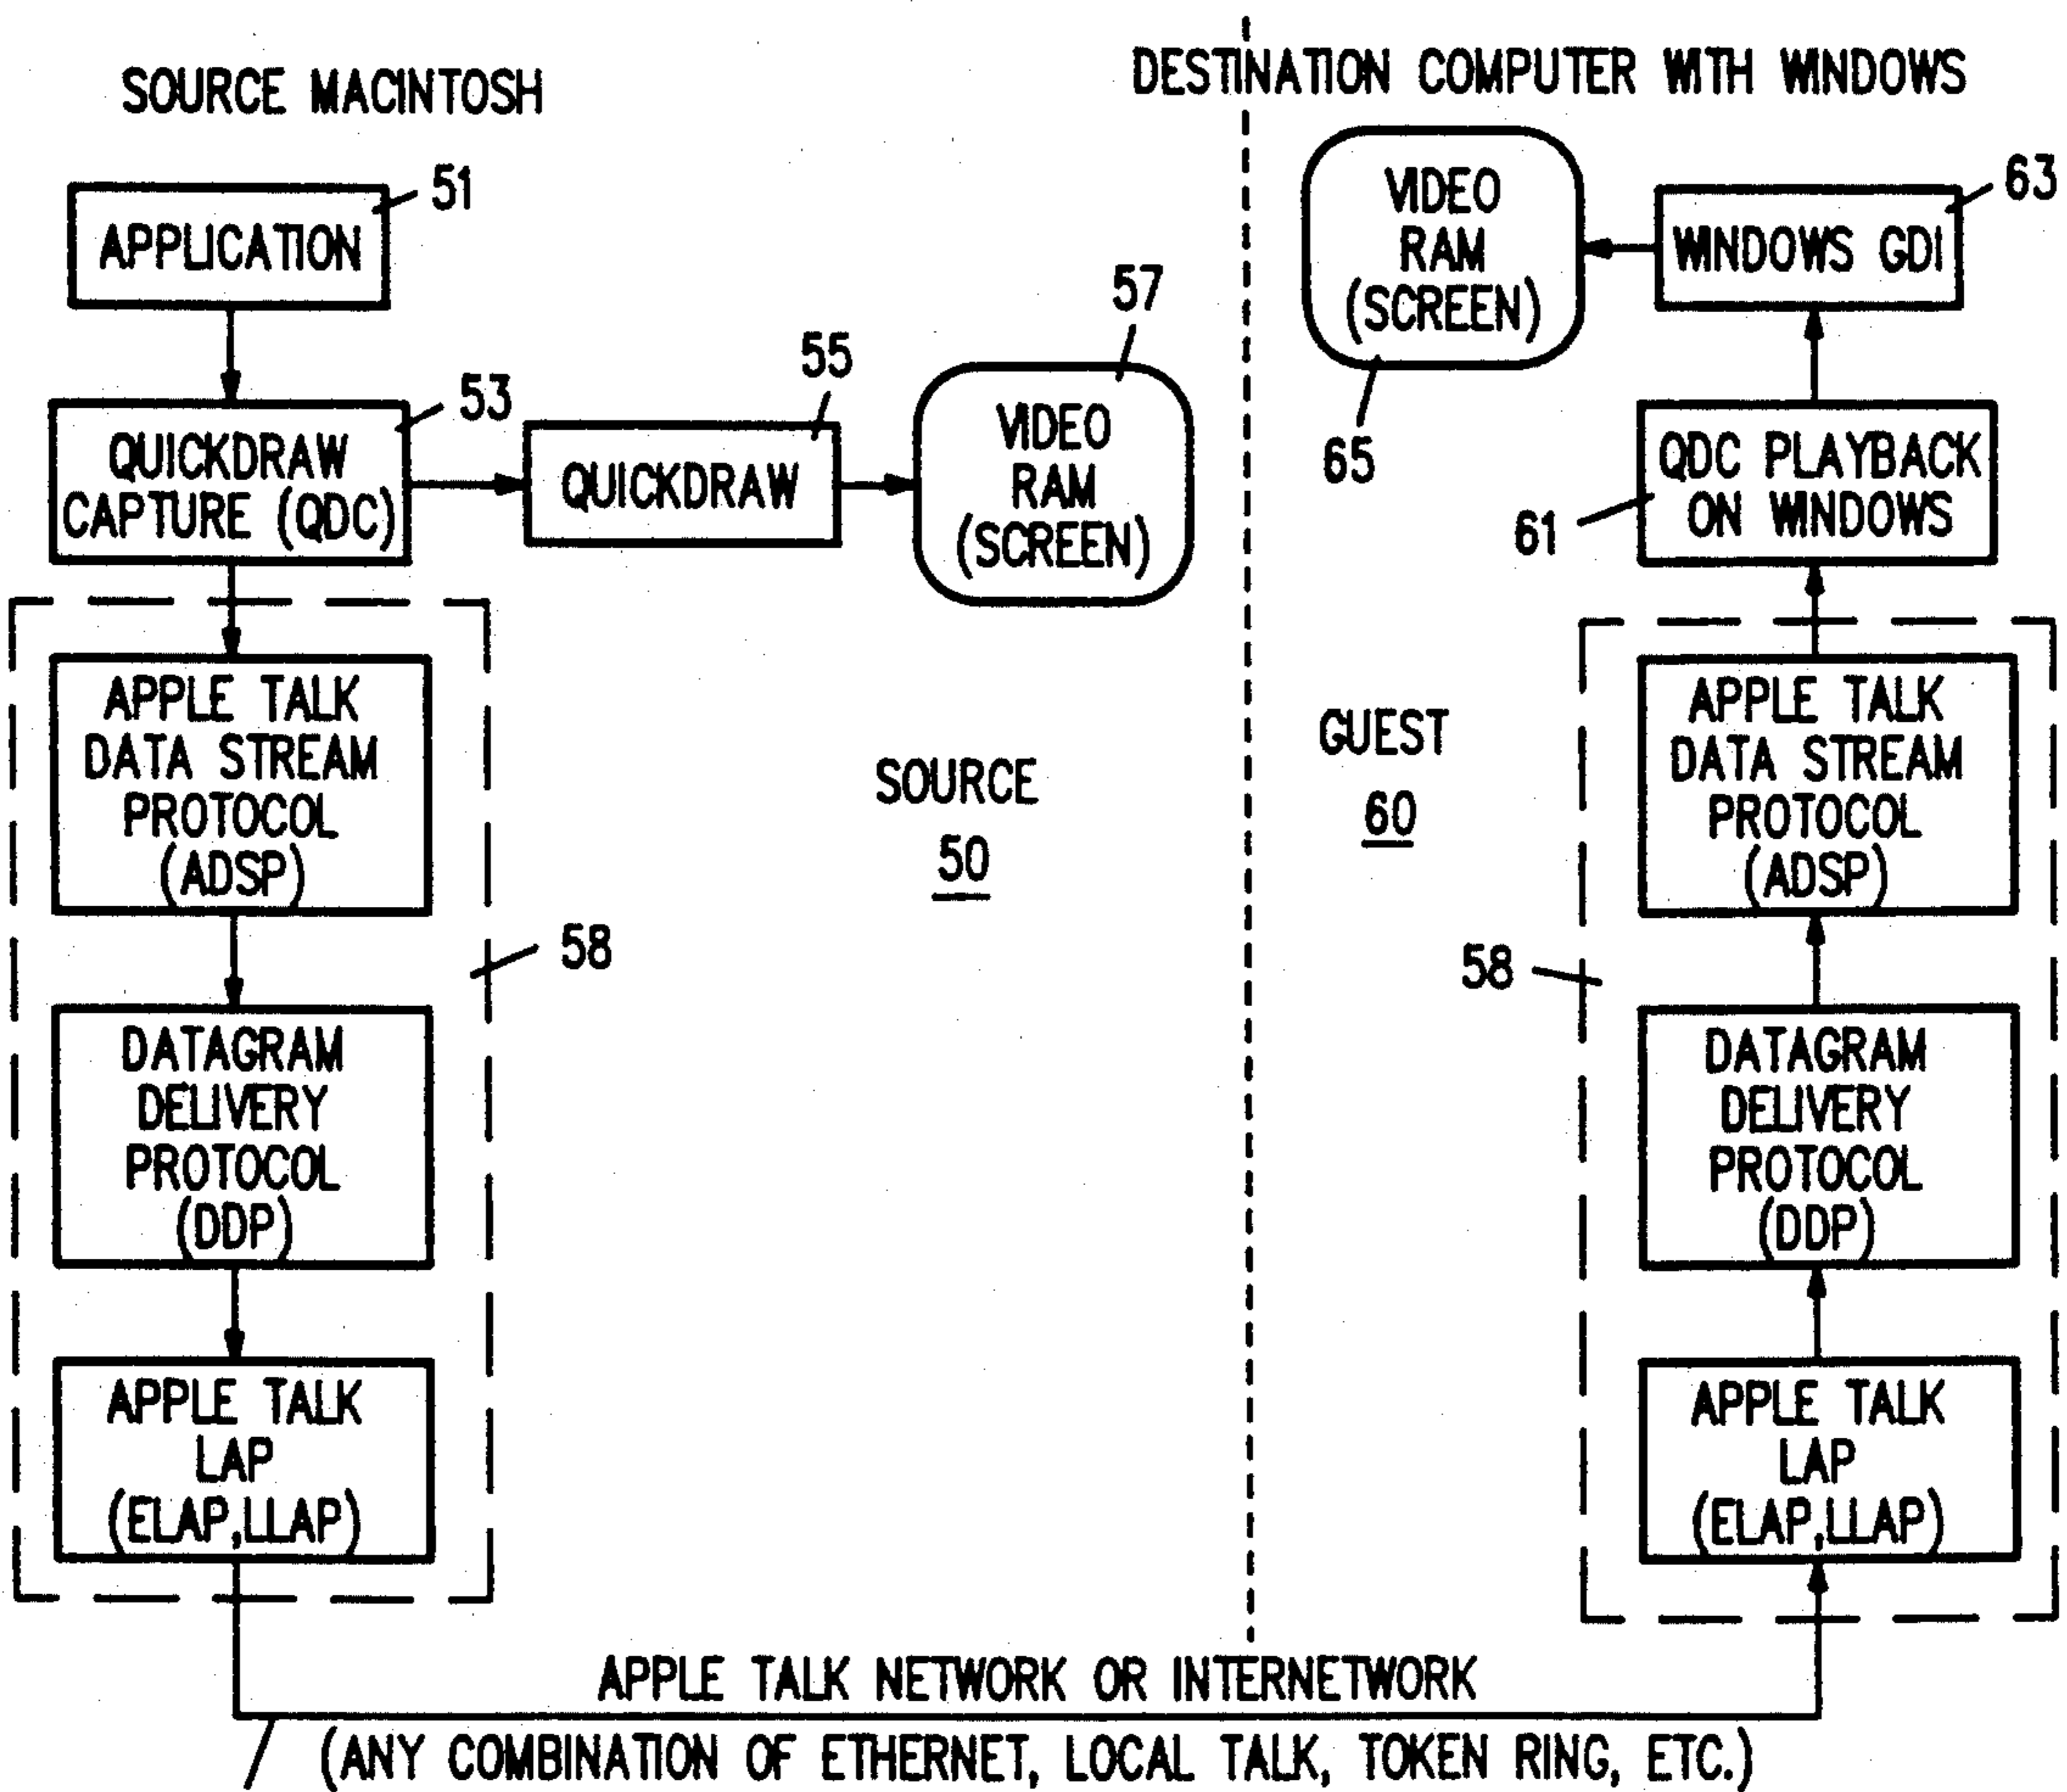 SOURCE MACINTOSH
DESTINATION COMPUTER WITH WINDOWS
51
APPLICATION
57
55
53
QUICKDRAW
CAPTURE (QDC)
QUICKDRAW
VIDEO
RAM
(SCREEN)
VIDEO
RAM
(SCREEN)
65
63
WINDOWS GDI
QDC PLAYBACK
ON WINDOWS
61
APPLE TALK
DATA STREAM
PROTOCOL
(ADSP)
58
DATAGRAM
DELIVERY
PROTOCOL
(DDP)
APPLE TALK
LAP
(ELAP,LLAP)
SOURCE
50
GUEST
60
APPLE TALK
DATA STREAM
PROTOCOL
(ADSP)
58
DATAGRAM
DELIVERY
PROTOCOL
(DDP)
APPLE TALK
LAP
(ELAP,LLAP)
APPLE TALK NETWORK OR INTERNETWORK
(ANY COMBINATION OF ETHERNET, LOCAL TALK, TOKEN RING, ETC.)